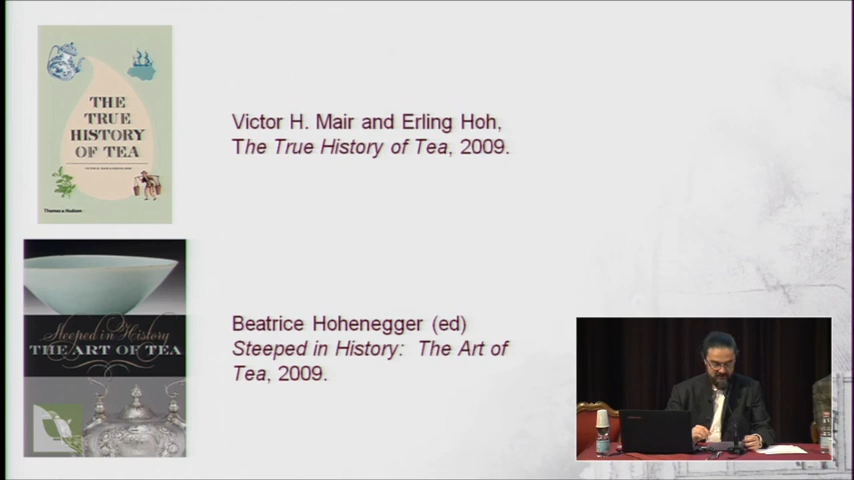 THE
TRUE
HISTORY
OF TEA
Thames & Hudson
Victor H. Mair and Erling Hoh,
The True History of Tea, 2009.
Steeped in History
THE ART OF TEA
Beatrice Hohenegger (ed)
Steeped in History: The Art of
Tea, 2009.